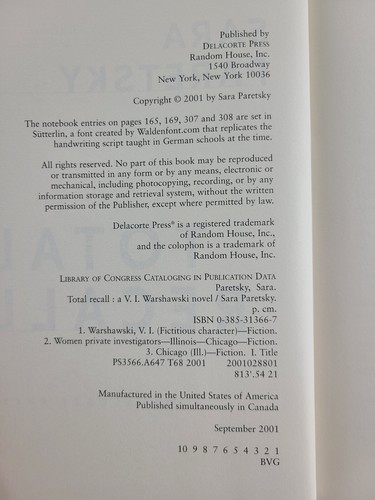 Published by
DELACORTE PRESS
Random House, Inc.
1540 Broadway
New York, New York 10036
Copyright © 2001 by Sara Paretsky
The notebook entries on pages 165, 169, 307 and 308 are set in
Sütterlin, a font created by Waldenfont.com that replicates the
handwriting script taught in German schools at the time.
All rights reserved. No part of this book may be reproduced
or transmitted in any form or by any means, electronic or
mechanical, including photocopying, recording, or by any
information storage and retrieval system, without the written
permission of the Publisher, except where permitted by law.
Delacorte Press® is a registered trademark
of Random House, Inc.,
and the colophon is a trademark of
Random House, Inc.
LIBRARY OF CONGRESS CATALOGING IN PUBLICATION DATA
Paretsky, Sara.
Total recall : a V. I. Warshawski novel / Sara Paretsky.
p. cm.
ISBN 0-385-31366-7
1. Warshawski, V. I. (Fictitious character)—Fiction.
2. Women private investigators—Illinois—Chicago—Fiction.
3. Chicago (Ill.)—Fiction. I. Title
PS3566.A647 T68 2001 2001028801
813'.54 21
Manufactured in the United States of America
Published simultaneously in Canada
September 2001
10 9 8 7 6 5 4 3 2 1
BVG